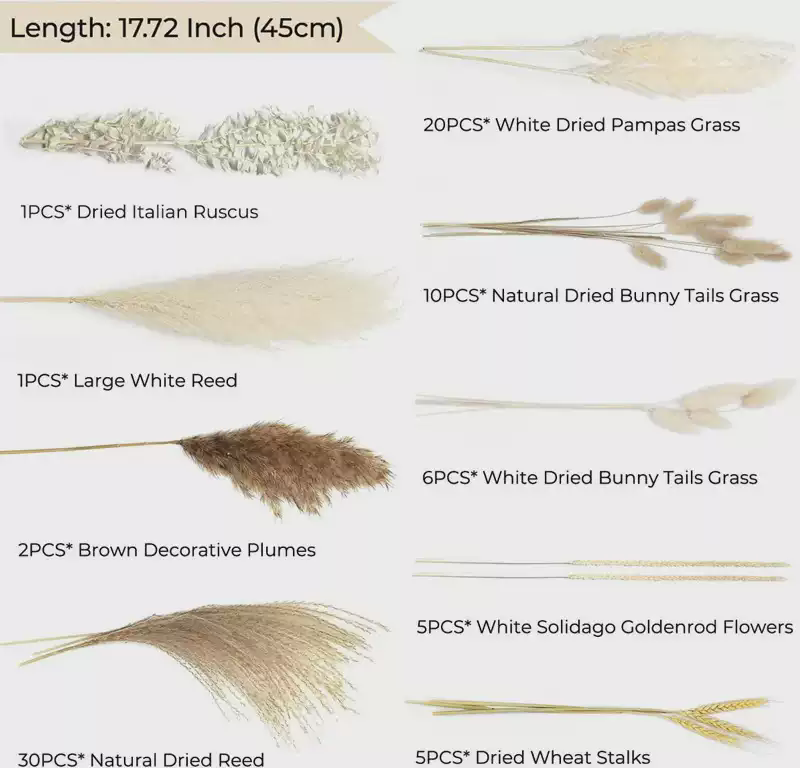 Length: 17.72 Inch (45cm)
1PCS* Dried Italian Ruscus
1PCS* Large White Reed
2PCS* Brown Decorative Plumes
30PCS* Natural Dried Reed
20PCS* White Dried Pampas Grass
10PCS* Natural Dried Bunny Tails Grass
6PCS* White Dried Bunny Tails Grass
5PCS* White Solidago Goldenrod Flowers
5PCS* Dried Wheat Stalks